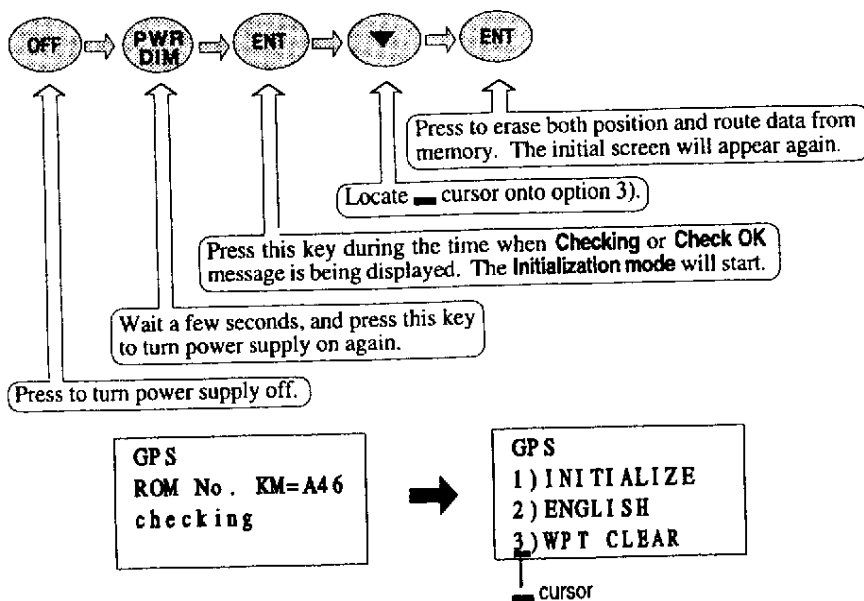 OFF
PWR
DIM
ENT
ENT
Press to erase both position and route data from
memory. The initial screen will appear again.
Locate cursor onto option 3).
Press this key during the time when Checking or Check OK
message is being displayed. The Initialization mode will start.
Wait a few seconds, and press this key
to turn power supply on again.
Press to turn power supply off.
GPS
ROM No. KM=A46
checking
GPS
1)INITIALIZE
2)ENGLISH
3)WPT CLEAR
cursor